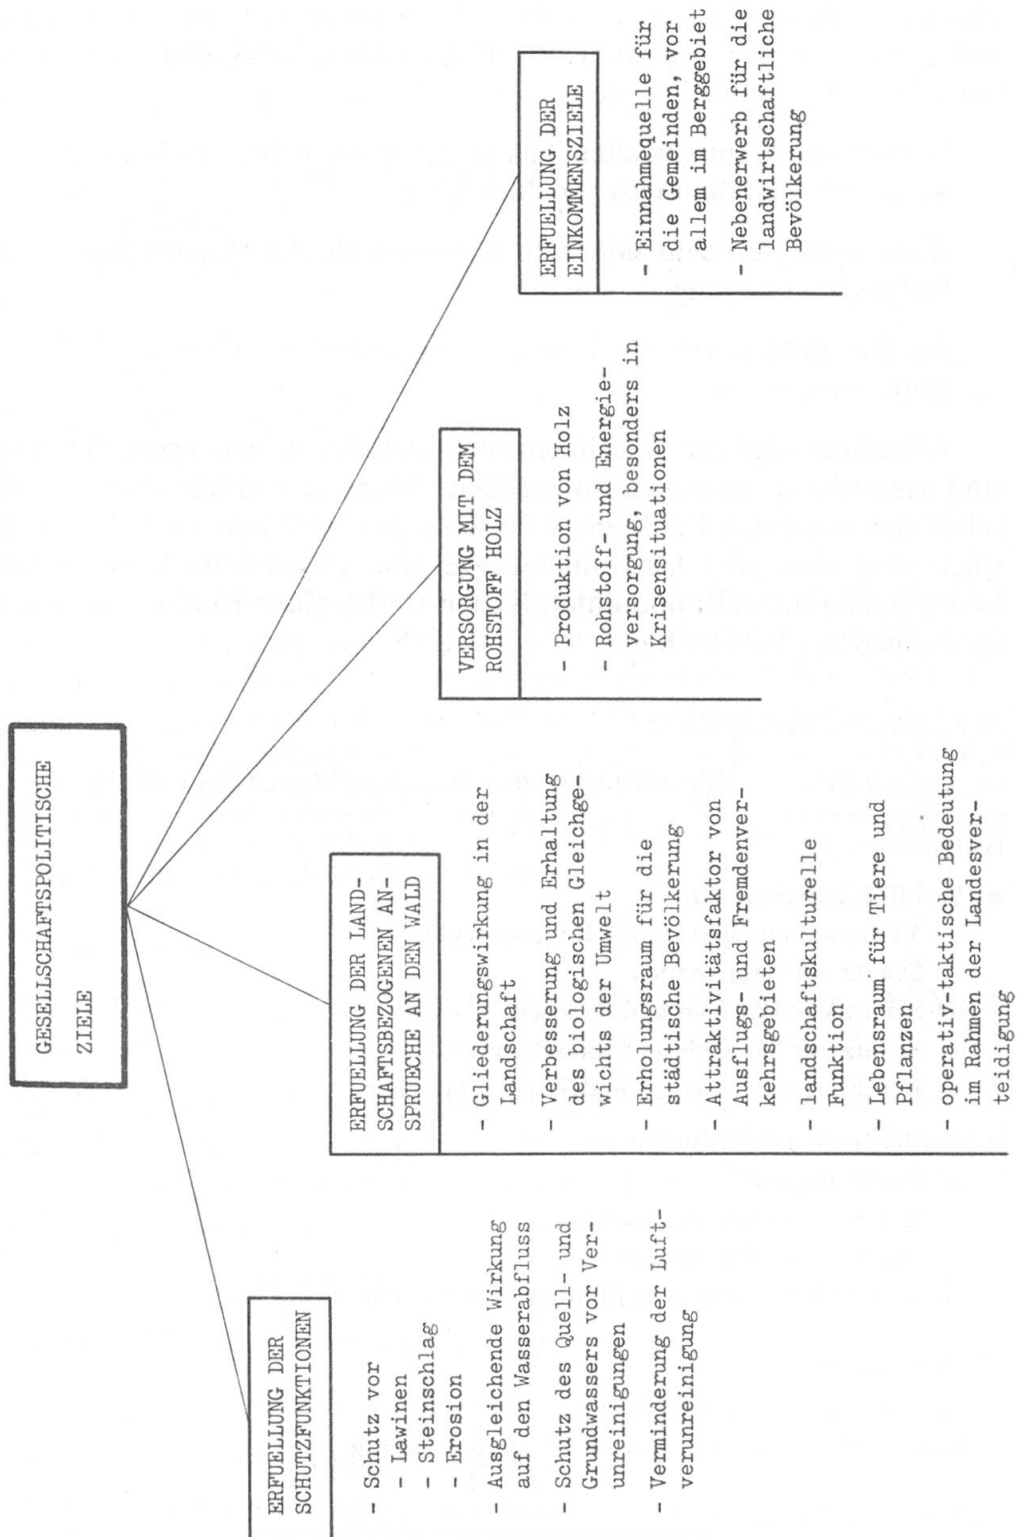 GESELLSCHAFTSPOLITISCHE
ZIELE
ERFUELLUNG DER
SCHUTZFUNKTIONEN
- Schutz vor
- Lawinen
- Steinschlag
- Erosion
- Ausgleichende Wirkung
auf den Wasserabfluss
- Schutz des Quell- und
Grundwassers vor Ver-
unreinigungen
- Verminderung der Luft-
verunreinigung
ERFUELLUNG DER LAND-
SCHAFTSBEZOGENEN AN-
SPRUECHE AN DEN WALD
- Gliederungswirkung in der
Landschaft
- Verbesserung und Erhaltung
des biologischen Gleichge-
wichts der Umwelt
- Erholungsraum für die
städtische Bevölkerung
- Attraktivitätsfaktor von
Ausflugs- und Fremdenver-
kehrsgebieten
- landschaftskulturelle
Funktion
- Lebensraum für Tiere und
Pflanzen
- operativ-taktische Bedeutung
im Rahmen der Landesver-
teidigung
VERSORGUNG MIT DEM
ROHSTOFF HOLZ
- Produktion von Holz
- Rohstoff- und Energie-
versorgung, besonders in
Krisensituationen
ERFUELLUNG DER
EINKOMMENSZIELE
- Einnahmequelle für
die Gemeinden, vor
allem im Berggebiet
- Nebenerwerb für die
landwirtschaftliche
Bevölkerung